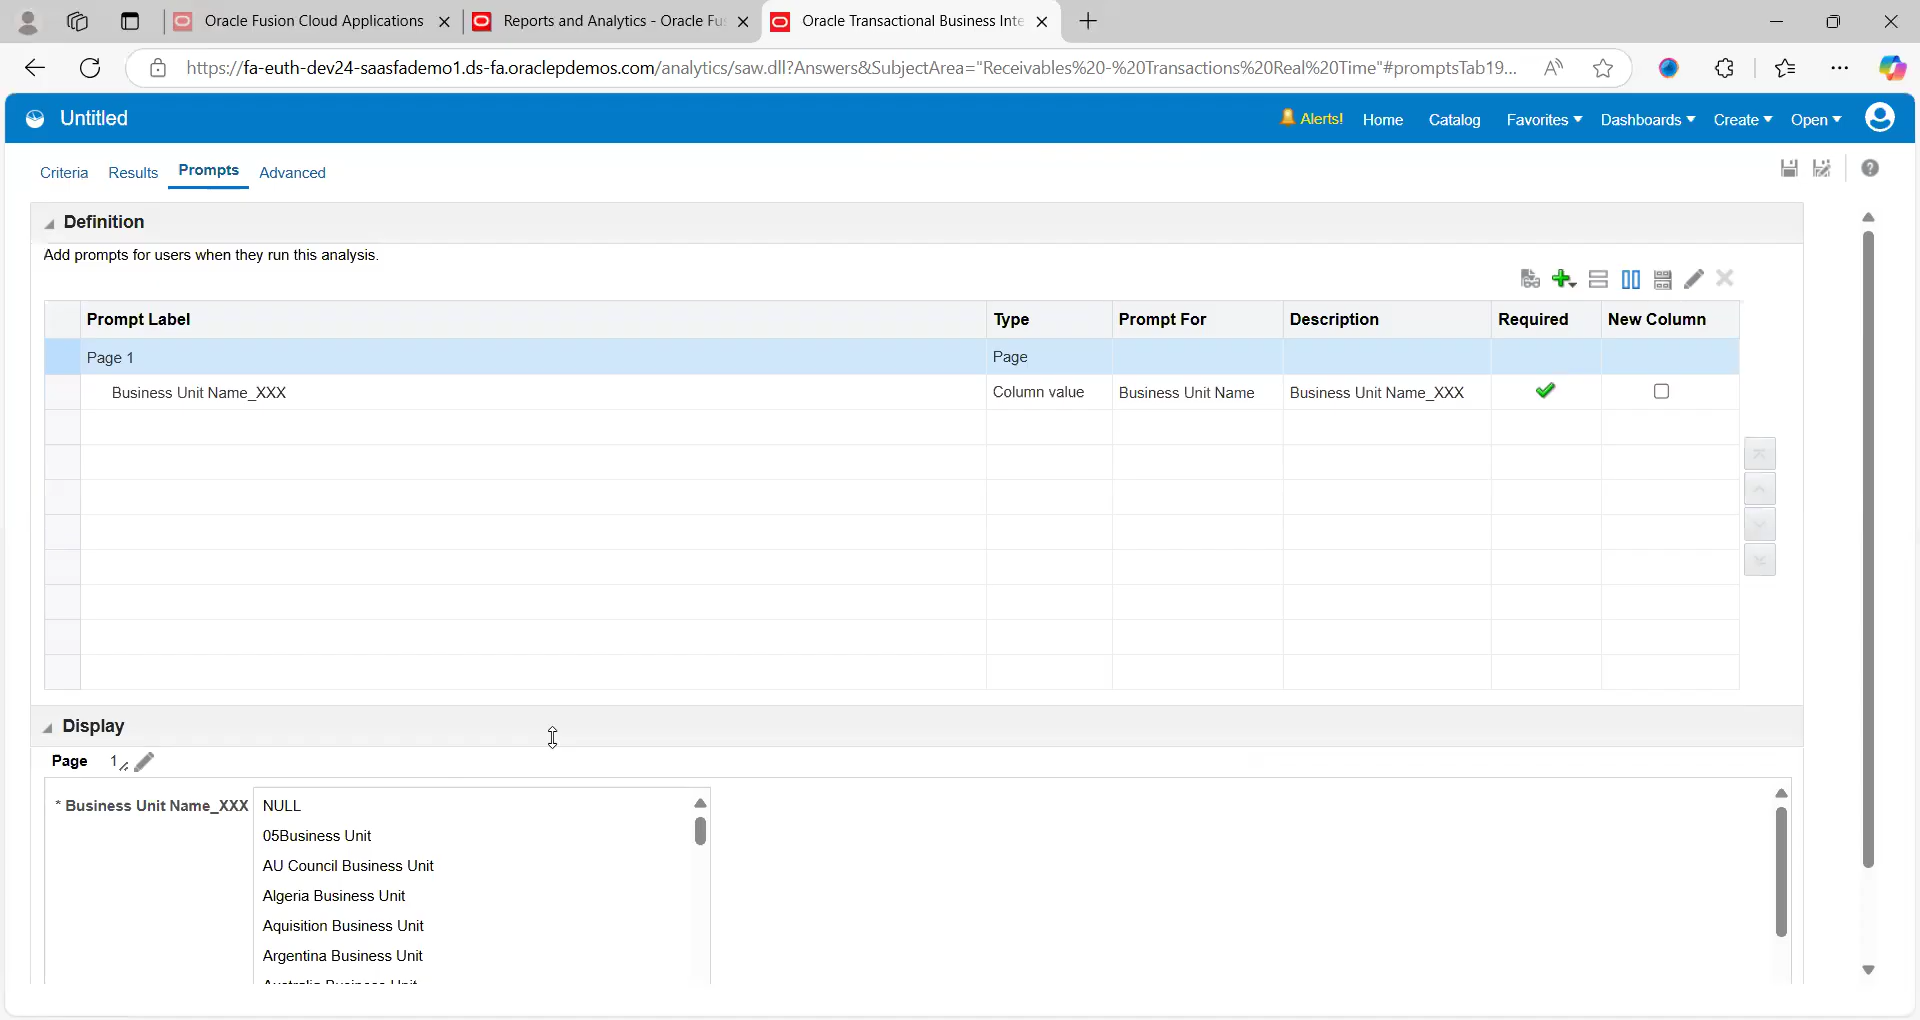 Oracle Fusion Cloud Applications
Reports and Analytics - Oracle Fu
Oracle Transactional Business Inte
https://fa-euth-dev24-saasfademo1.ds-fa.oraclepdemos.com/analytics/saw.dll?Answers&SubjectArea="Receivables%20-%20Transactions%20Real%20Time"#promptsTab19...
Untitled
Alerts! Home Catalog Favorites Dashboards Create Open
Criteria Results Prompts Advanced
Definition
Add prompts for users when they run this analysis.
Prompt Label Type Prompt For Description Required New Column
Page 1 Page
Business Unit Name_XXX Column value Business Unit Name Business Unit Name_XXX
Display
Page 1
* Business Unit Name_XXX NULL
05Business Unit
AU Council Business Unit
Algeria Business Unit
Aquisition Business Unit
Argentina Business Unit
Australia Business Unit